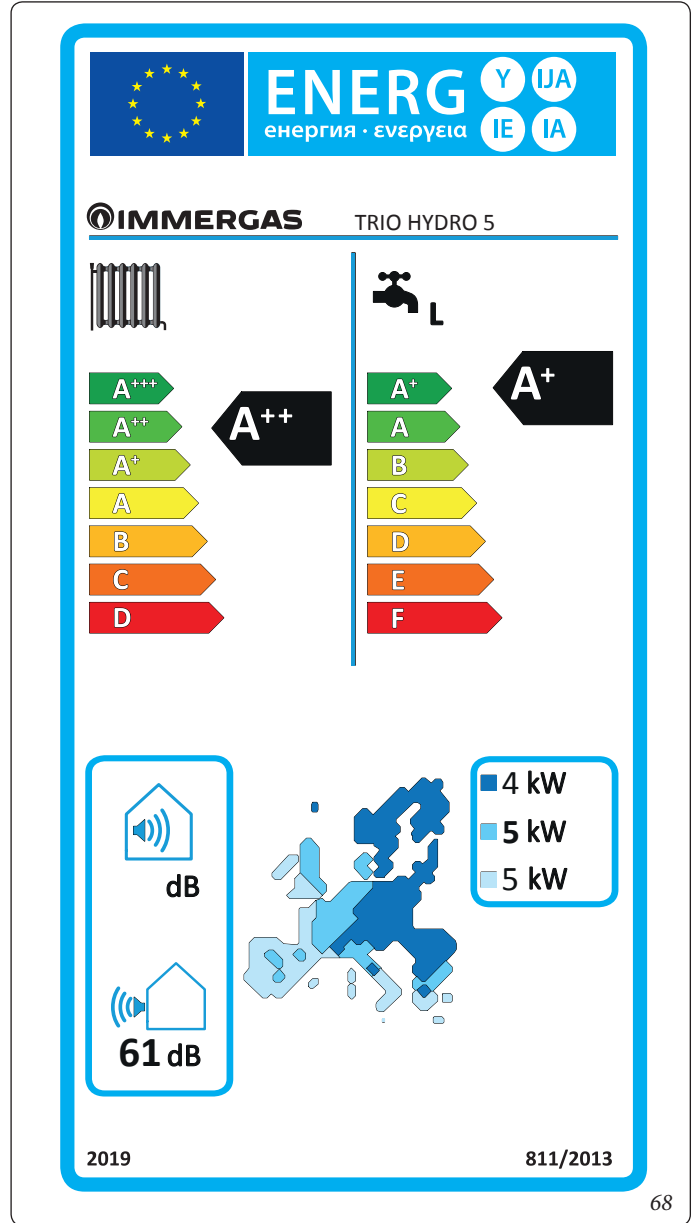 ENERG Y IJA
енергия · ενεργεια IE IA
IMMERGAS TRIO HYDRO 5
L
A+++
A++
A+
A
B
C
D
A++
A+
A
B
C
D
E
F
A+
dB
61 dB
4 kW
5 kW
5 kW
2019 811/2013
68